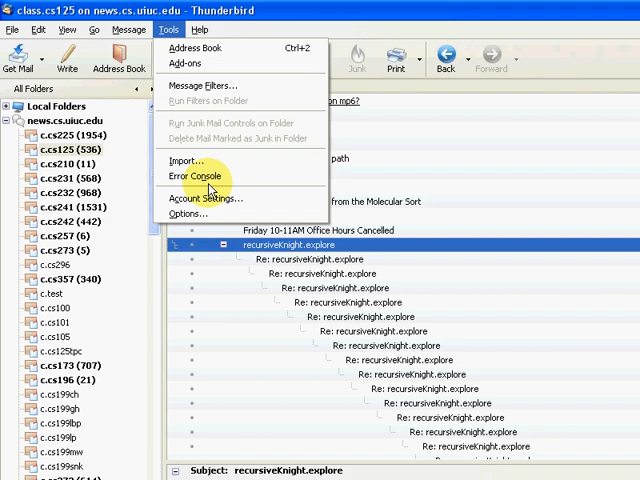 class.cs125 on news.cs.uiuc.edu - Thunderbird
File Edit View Go Message Tools Help
Get Mail Write Address Book Junk Print Back Forward
Address Book Ctrl+2
Add-ons
Message Filters...
Run Filters on Folder
Run Junk Mail Controls on Folder
Delete Mail Marked as Junk in Folder
Import...
Error Console
Account Settings...
Options...
All Folders
Local Folders
news.cs.uiuc.edu
c.cs225 (1954)
c.cs125 (536)
c.cs210 (11)
c.cs231 (568)
c.cs232 (968)
c.cs241 (1531)
c.cs242 (442)
c.cs257 (6)
c.cs273 (5)
c.cs296
c.cs357 (340)
c.test
c.cs100
c.cs101
c.cs105
c.cs125tpc
c.cs173 (707)
c.cs196 (21)
c.cs199ch
c.cs199gh
c.cs199lbp
c.cs199lp
c.cs199mw
c.cs199snk
on mp6?
path
from the Molecular Sort
Friday 10-11AM Office Hours Cancelled
recursiveKnight.explore
Re: recursiveKnight.explore
Re: recursiveKnight.explore
Re: recursiveKnight.explore
Re: recursiveKnight.explore
Re: recursiveKnight.explore
Re: recursiveKnight.explore
Re: recursiveKnight.explore
Re: recursiveKnight.explore
Re: recursiveKnight.explore
Re: recursiveKnight.explore
Re: recursiveKnight.explore
Re: recursiveKnight.explore
Re: recursiveKnight.explore
Re: recursiveKnight.explore
Subject: recursiveKnight.explore